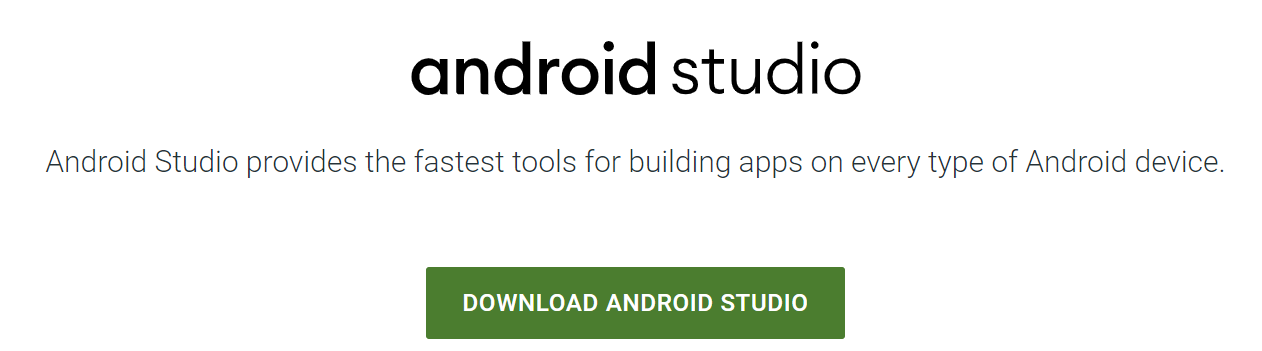 android studio
Android Studio provides the fastest tools for building apps on every type of Android device.
DOWNLOAD ANDROID STUDIO